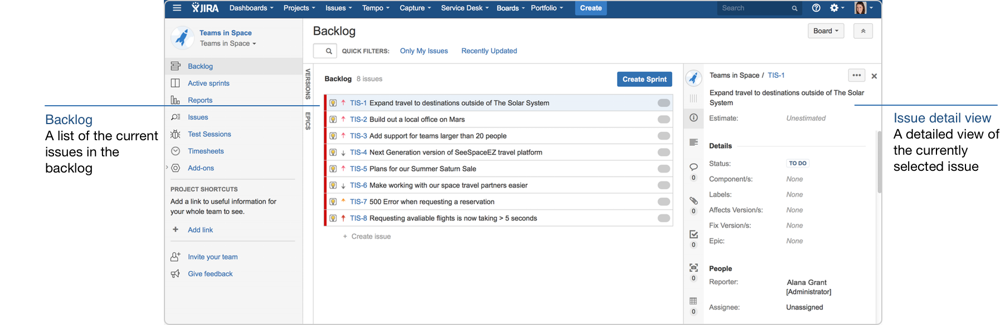 JIRA Dashboards Projects Issues Tempo Capture Service Desk Boards Portfolio Create Search
Teams in Space
Teams in Space
Backlog
Active sprints
Reports
Issues
Test Sessions
Timesheets
Add-ons
PROJECT SHORTCUTS
Add a link to useful information for
your whole team to see.
+ Add link
Invite your team
Give feedback
Backlog
A list of the current
issues in the
backlog
Backlog
Board
QUICK FILTERS: Only My Issues Recently Updated
VERSIONS
EPICS
Backlog 8 issues Create Sprint
TIS-1 Expand travel to destinations outside of The Solar System
TIS-2 Build out a local office on Mars
TIS-3 Add support for teams larger than 20 people
TIS-4 Next Generation version of SeeSpaceEZ travel platform
TIS-5 Plans for our Summer Saturn Sale
TIS-6 Make working with our space travel partners easier
TIS-7 500 Error when requesting a reservation
TIS-8 Requesting avaliable flights is now taking > 5 seconds
+ Create issue
0
0
0
0
0
Teams in Space / TIS-1
Expand travel to destinations outside of The Solar
System
Estimate: Unestimated
Details
Status: TO DO
Component/s: None
Labels: None
Affects Version/s: None
Fix Version/s: None
Epic: None
People
Reporter: Alana Grant
[Administrator]
Assignee: Unassigned
Issue detail view
A detailed view of
the currently
selected issue